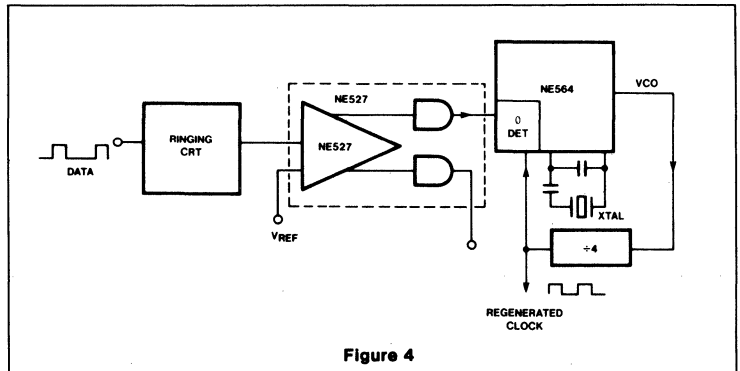 DATA
RINGING
CRT
NE527
NE527
VREF
NE564
0
DET
VCO
XTAL
÷4
REGENERATED
CLOCK
Figure 4